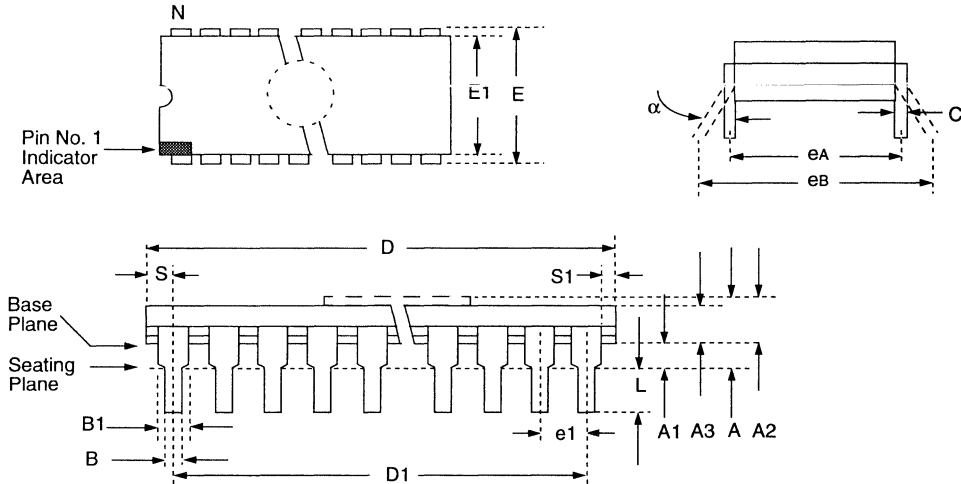 N
E1
E
Pin No. 1
Indicator
Area
α
C
eA
eB
D
S
S1
Base
Plane
Seating
Plane
L
B1
e1
A1
A3
A
A2
B
D1